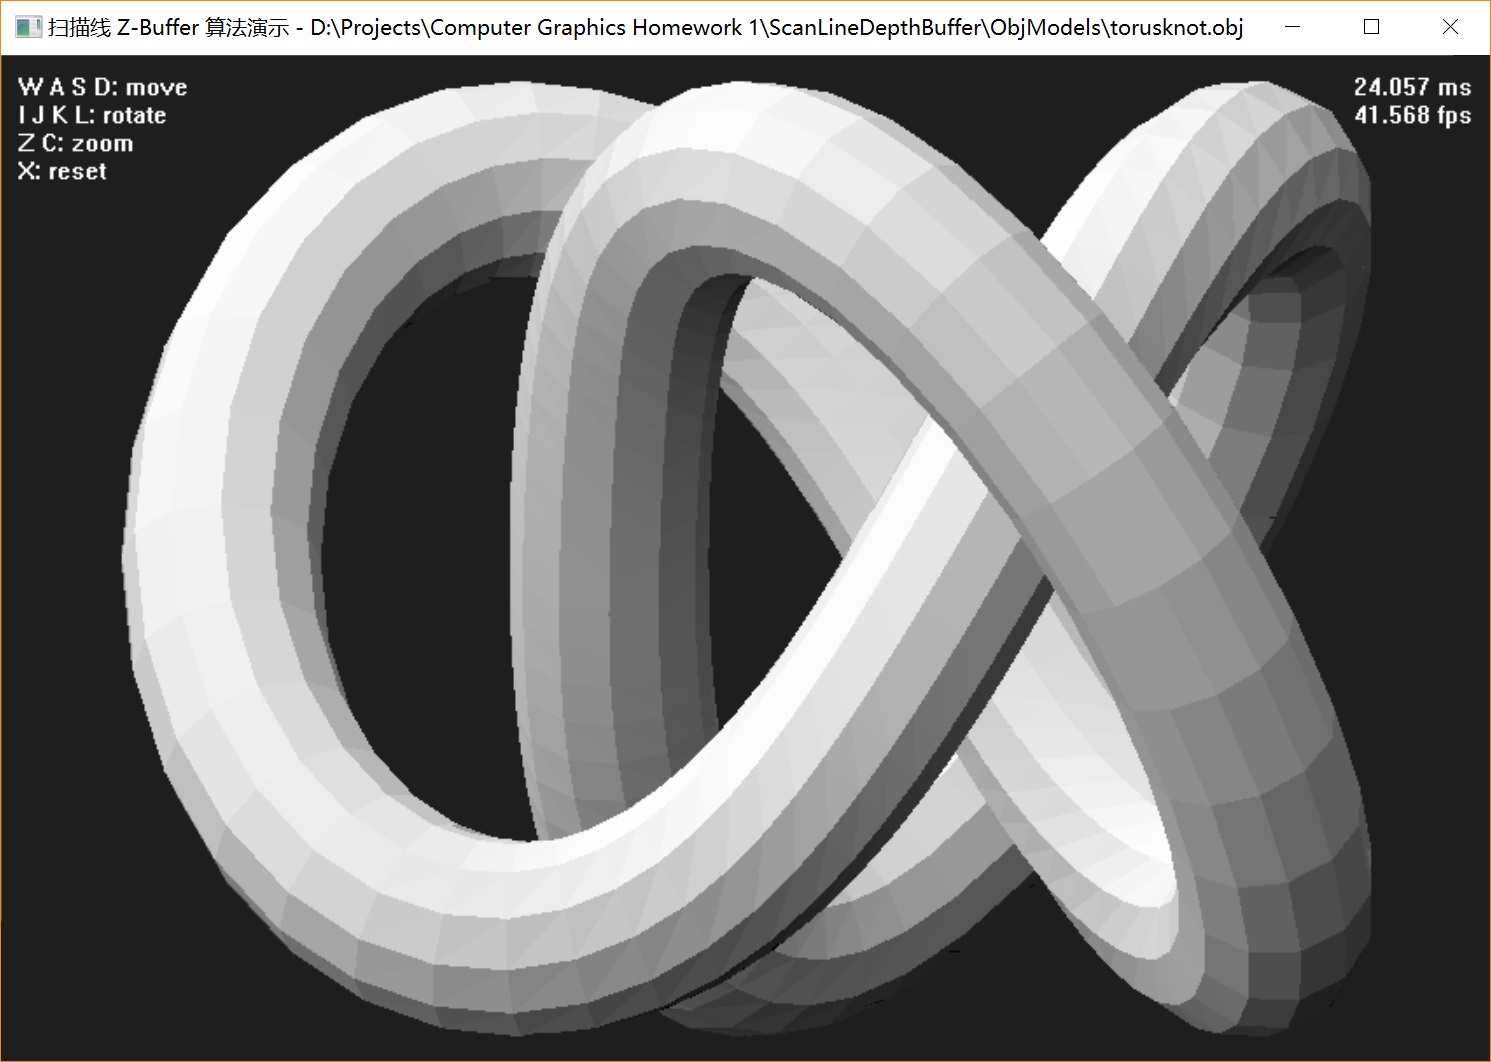 扫描线 Z-Buffer 算法演示 - D:\Projects\Computer Graphics Homework 1\ScanLineDepthBuffer\ObjModels\torusknot.obj
W A S D: move
I J K L: rotate
Z C: zoom
X: reset
24.057 ms
41.568 fps